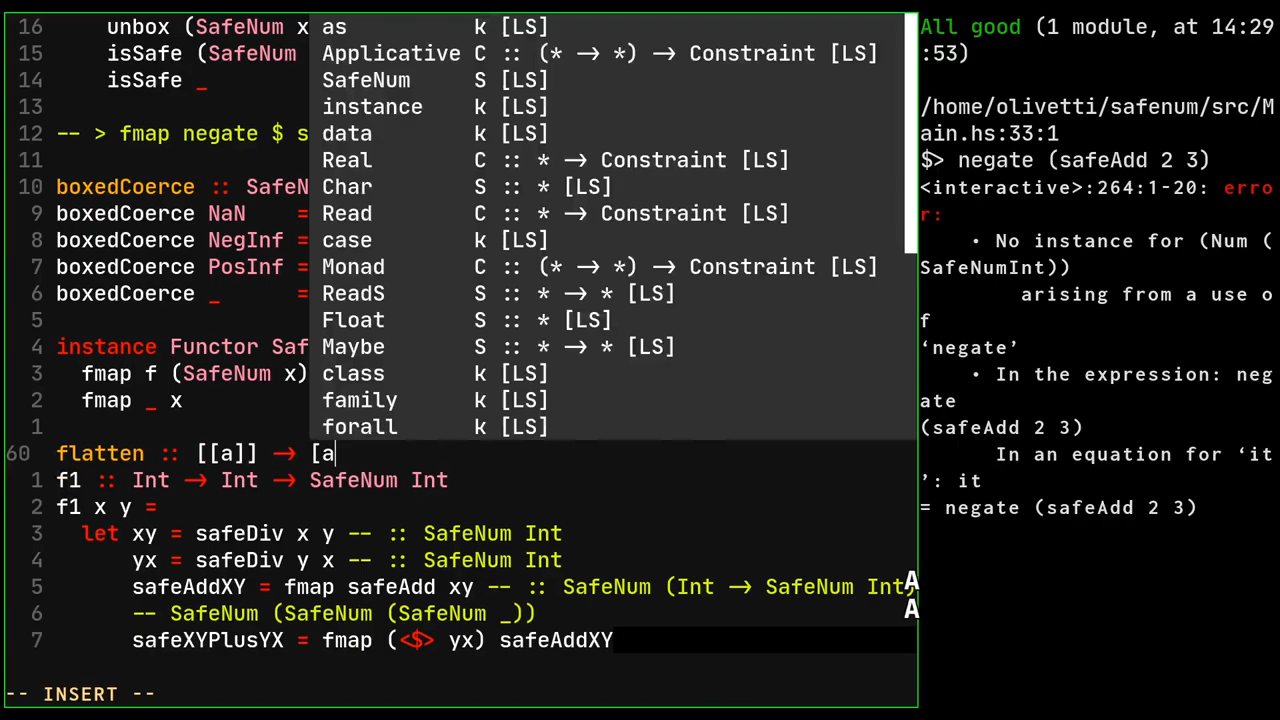 16     unbox (SafeNum x
15     isSafe (SafeNum
14     isSafe _
13
12 -- > fmap negate $ s
11
10 boxedCoerce :: SafeN
9 boxedCoerce NaN    =
8 boxedCoerce NegInf =
7 boxedCoerce PosInf =
6 boxedCoerce _      =
5
4 instance Functor Saf
3   fmap f (SafeNum x)
2   fmap _ x
1
60 flatten :: [[a]] → [a
1 f1 :: Int → Int → SafeNum Int
2 f1 x y =
3   let xy = safeDiv x y -- :: SafeNum Int
4       yx = safeDiv y x -- :: SafeNum Int
5       safeAddXY = fmap safeAdd xy -- :: SafeNum (Int → SafeNum Int)
6       -- SafeNum (SafeNum (SafeNum _))
7       safeXYPlusYX = fmap (<$> yx) safeAddXY
-- INSERT --
as k [LS]
Applicative C :: (* → *) → Constraint [LS]
SafeNum S [LS]
instance k [LS]
data k [LS]
Real C :: * → Constraint [LS]
Char S :: * [LS]
Read C :: * → Constraint [LS]
case k [LS]
Monad C :: (* → *) → Constraint [LS]
ReadS S :: * → * [LS]
Float S :: * [LS]
Maybe S :: * → * [LS]
class k [LS]
family k [LS]
forall k [LS]
A
A
All good (1 module, at 14:29
:53)
/home/olivetti/safenum/src/M
ain.hs:33:1
$> negate (safeAdd 2 3)
<interactive>:264:1-20: erro
r:
• No instance for (Num (
SafeNumInt))
arising from a use o
f
‘negate’
• In the expression: neg
ate
(safeAdd 2 3)
In an equation for ‘it
’: it
= negate (safeAdd 2 3)